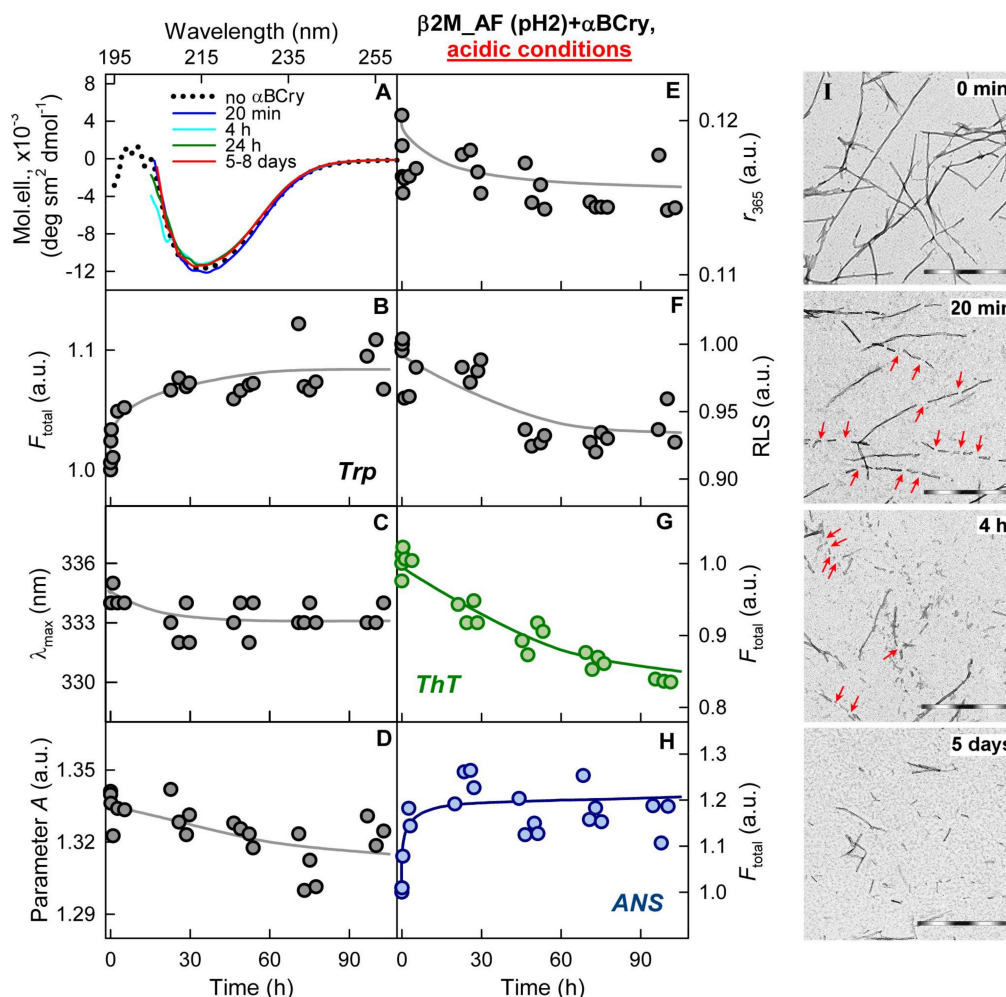 Wavelength (nm)
195 215 235 255
β2M_AF (pH2)+αBCry,
acidic conditions
8
4
0
-4
-8
-12
Mol.ell., x10⁻³
(deg sm² dmol⁻¹)
no αBCry
20 min
4 h
24 h
5-8 days
A
E
0.12
0.11
r₃₆₅ (a.u.)
I
0 min
B
1.1
1.0
F_total (a.u.)
Trp
F
1.00
0.95
0.90
RLS (a.u.)
20 min
C
336
333
330
λ_max (nm)
G
1.0
0.9
0.8
F_total (a.u.)
ThT
4 h
D
1.35
1.32
1.29
Parameter A (a.u.)
H
1.3
1.2
1.1
1.0
F_total (a.u.)
ANS
5 days
0 30 60 90
0 30 60 90
Time (h)
Time (h)